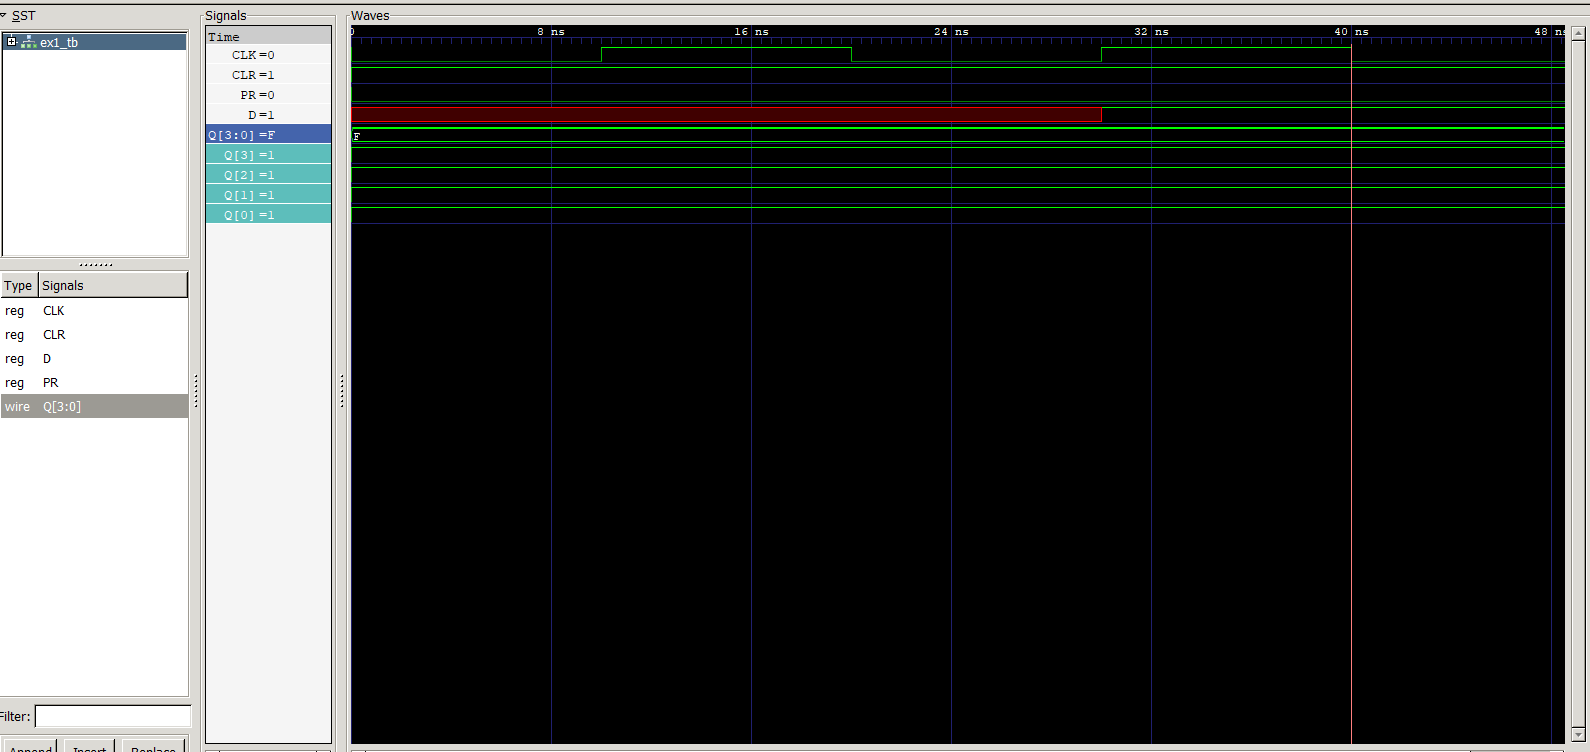 SST
ex1_tb
Type Signals
reg CLK
reg CLR
reg D
reg PR
wire Q[3:0]
Filter:
Append Insert Replace
Signals
Time
CLK=0
CLR=1
PR=0
D=1
Q[3:0]=F
Q[3]=1
Q[2]=1
Q[1]=1
Q[0]=1
Waves
0 8 ns 16 ns 24 ns 32 ns 40 ns 48 ns
F